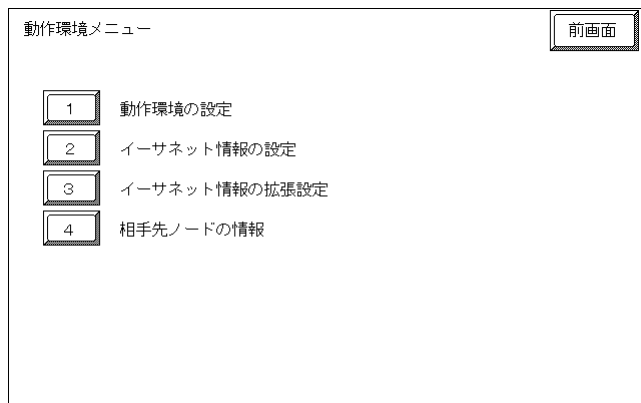 動作環境メニュー 前画面
1 動作環境の設定
2 イーサネット情報の設定
3 イーサネット情報の拡張設定
4 相手先ノードの情報